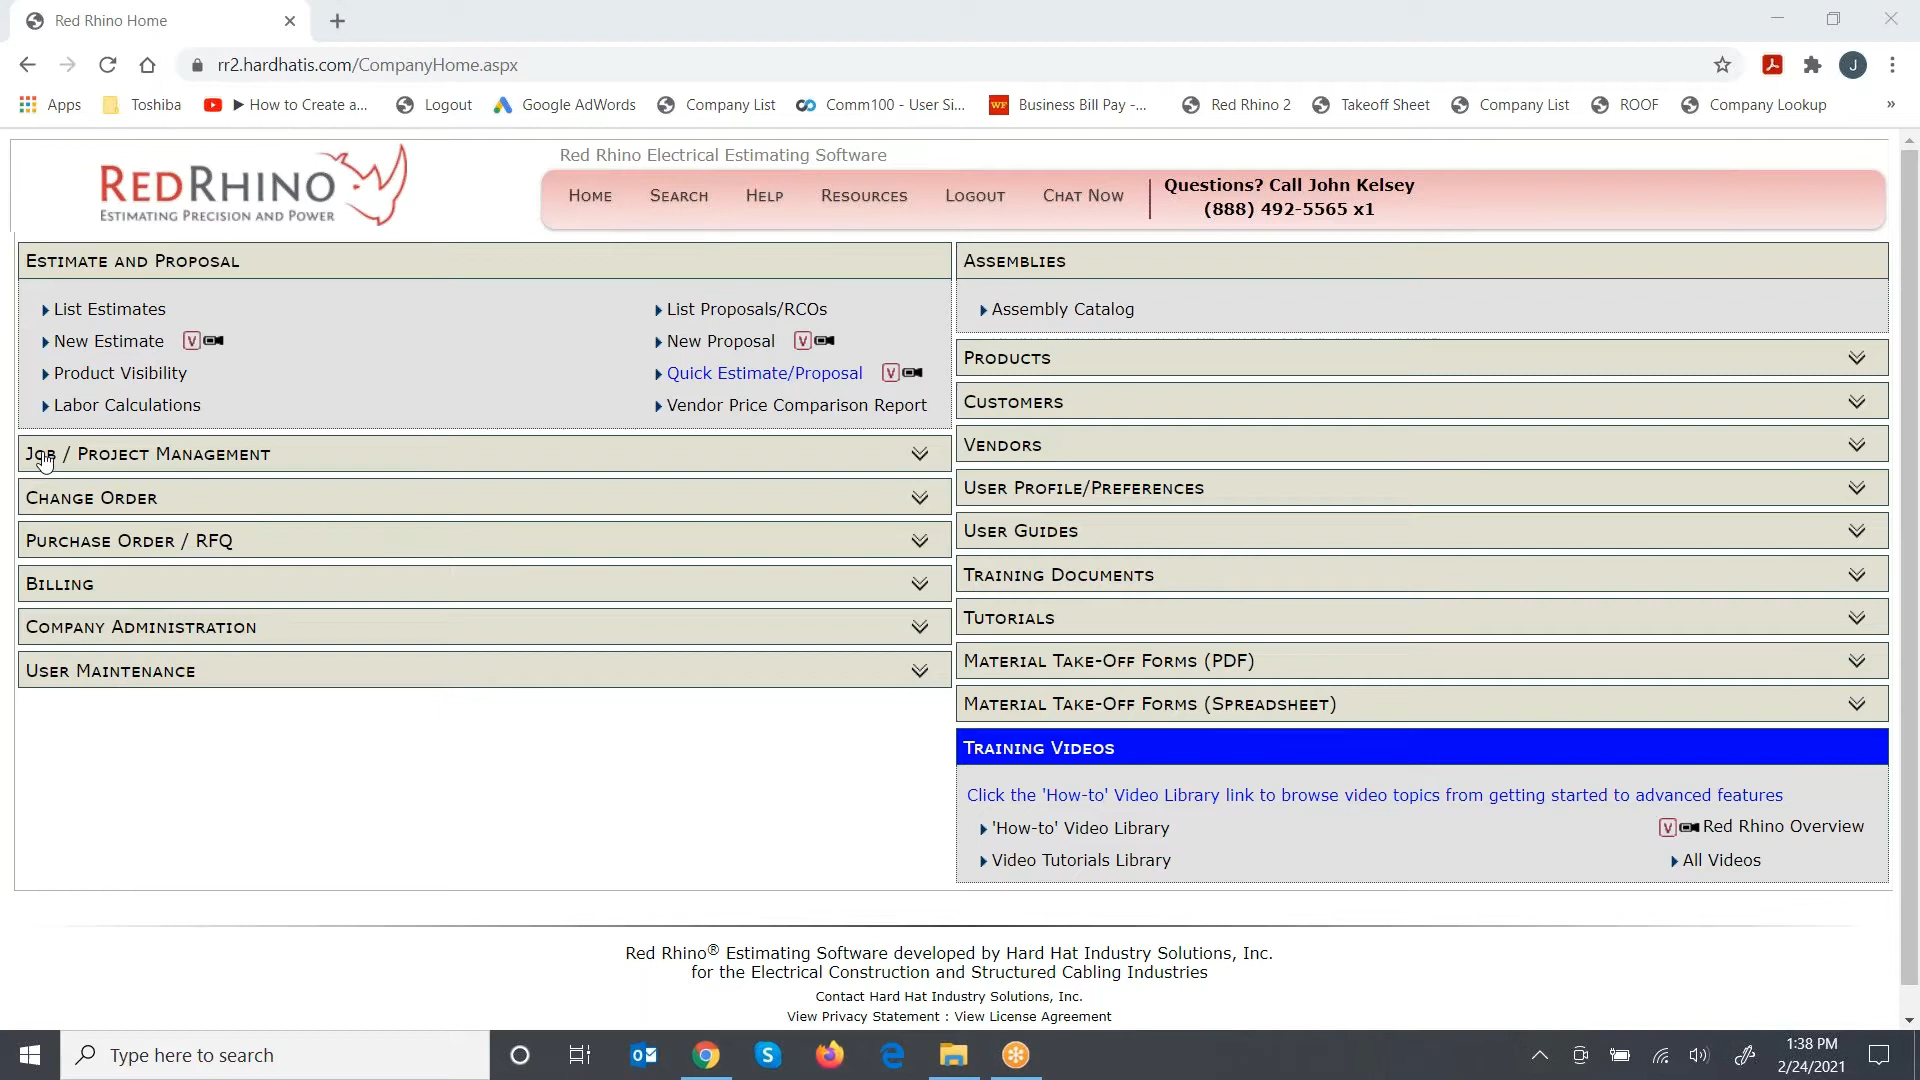 Red Rhino Home
rr2.hardhatis.com/CompanyHome.aspx
J
Apps
Toshiba
▶ How to Create a...
Logout
Google AdWords
Company List
Comm100 - User Si...
WF
Business Bill Pay -...
Red Rhino 2
Takeoff Sheet
Company List
ROOF
Company Lookup
»
REDRHINO
ESTIMATING PRECISION AND POWER
Red Rhino Electrical Estimating Software
HOME
SEARCH
HELP
RESOURCES
LOGOUT
CHAT NOW
Questions? Call John Kelsey
(888) 492-5565 x1
ESTIMATE AND PROPOSAL
List Estimates
New Estimate V
Product Visibility
Labor Calculations
List Proposals/RCOs
New Proposal V
Quick Estimate/Proposal V
Vendor Price Comparison Report
JOB / PROJECT MANAGEMENT
CHANGE ORDER
PURCHASE ORDER / RFQ
BILLING
COMPANY ADMINISTRATION
USER MAINTENANCE
ASSEMBLIES
Assembly Catalog
PRODUCTS
CUSTOMERS
VENDORS
USER PROFILE/PREFERENCES
USER GUIDES
TRAINING DOCUMENTS
TUTORIALS
MATERIAL TAKE-OFF FORMS (PDF)
MATERIAL TAKE-OFF FORMS (SPREADSHEET)
TRAINING VIDEOS
Click the 'How-to' Video Library link to browse video topics from getting started to advanced features
'How-to' Video Library
V Red Rhino Overview
Video Tutorials Library
All Videos
Red Rhino® Estimating Software developed by Hard Hat Industry Solutions, Inc.
for the Electrical Construction and Structured Cabling Industries
Contact Hard Hat Industry Solutions, Inc.
View Privacy Statement : View License Agreement
Type here to search
1:38 PM
2/24/2021